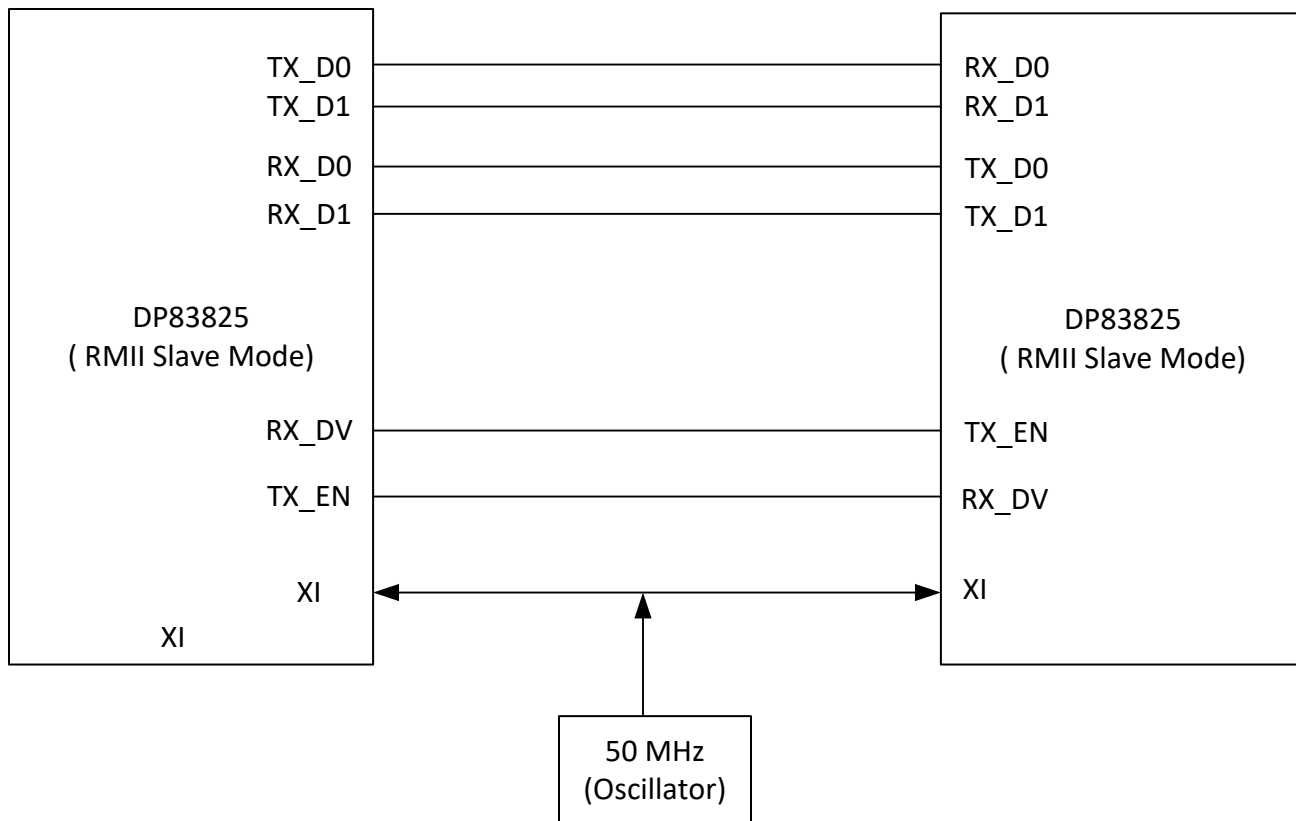 TX_D0
TX_D1
RX_D0
RX_D1
DP83825
( RMII Slave Mode)
RX_DV
TX_EN
XI
XI
RX_D0
RX_D1
TX_D0
TX_D1
DP83825
( RMII Slave Mode)
TX_EN
RX_DV
XI
50 MHz
(Oscillator)